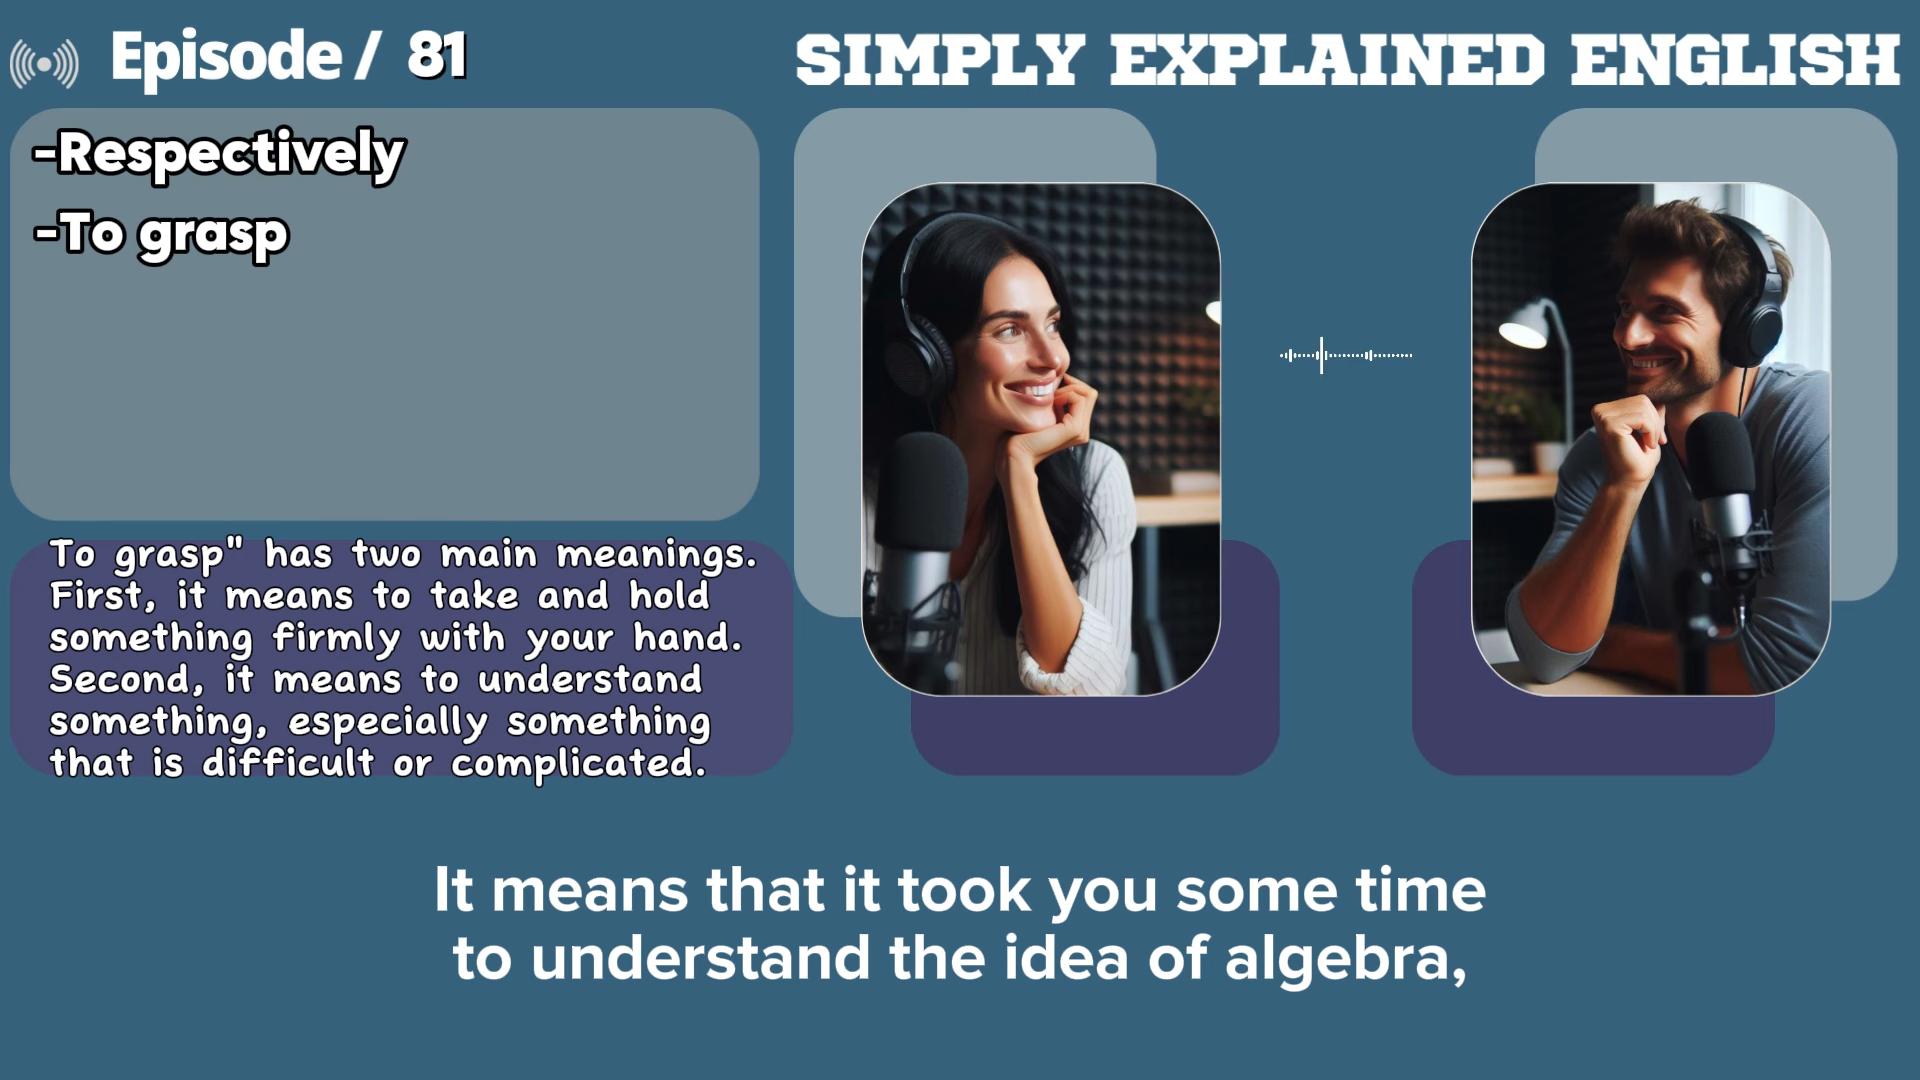 Episode / 81
SIMPLY EXPLAINED ENGLISH
-Respectively
-To grasp
To grasp" has two main meanings.
First, it means to take and hold
something firmly with your hand.
Second, it means to understand
something, especially something
that is difficult or complicated.
It means that it took you some time
to understand the idea of algebra,